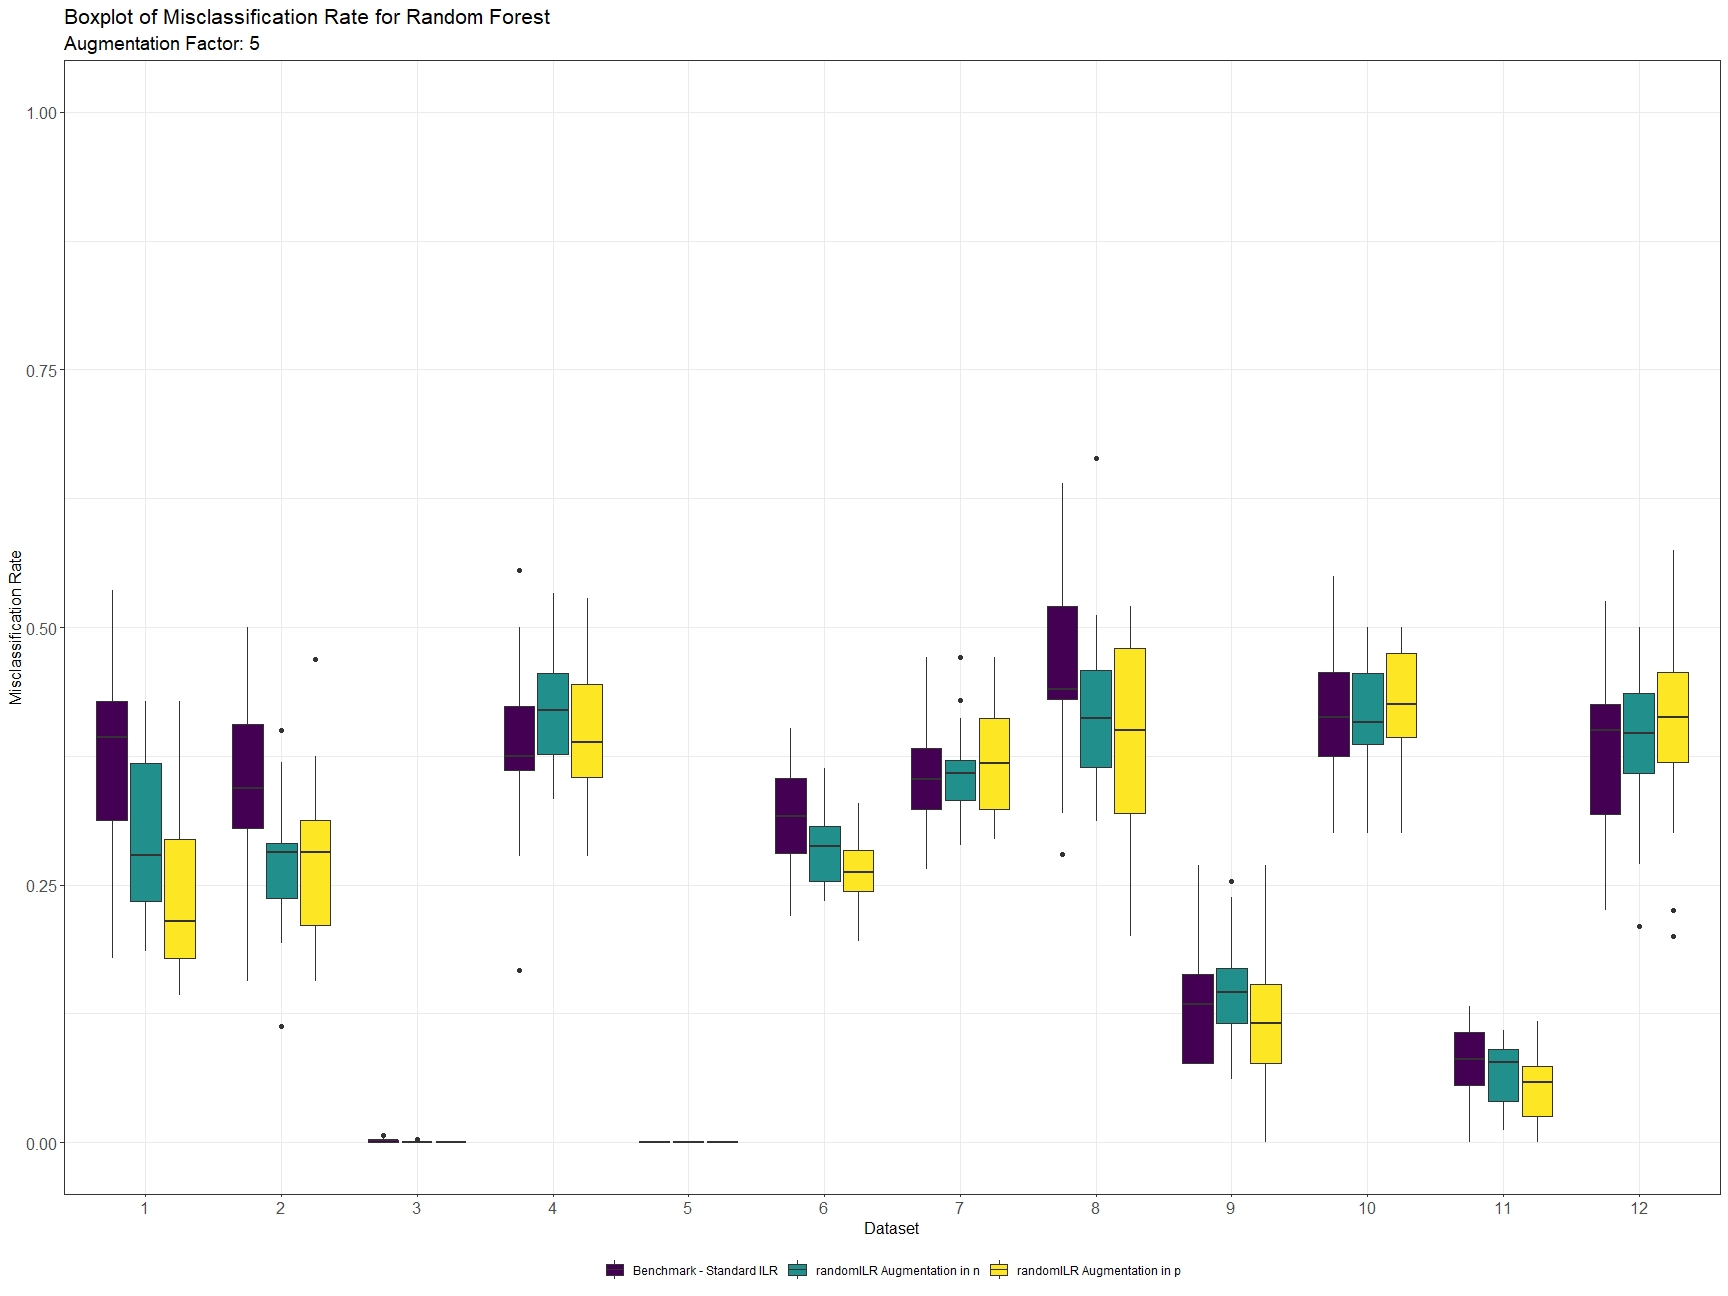 Boxplot of Misclassification Rate for Random Forest
Augmentation Factor: 5
Misclassification Rate
1.00
0.75
0.50
0.25
0.00
1 2 3 4 5 6 7 8 9 10 11 12
Dataset
Benchmark - Standard ILR randomILR Augmentation in n randomILR Augmentation in p